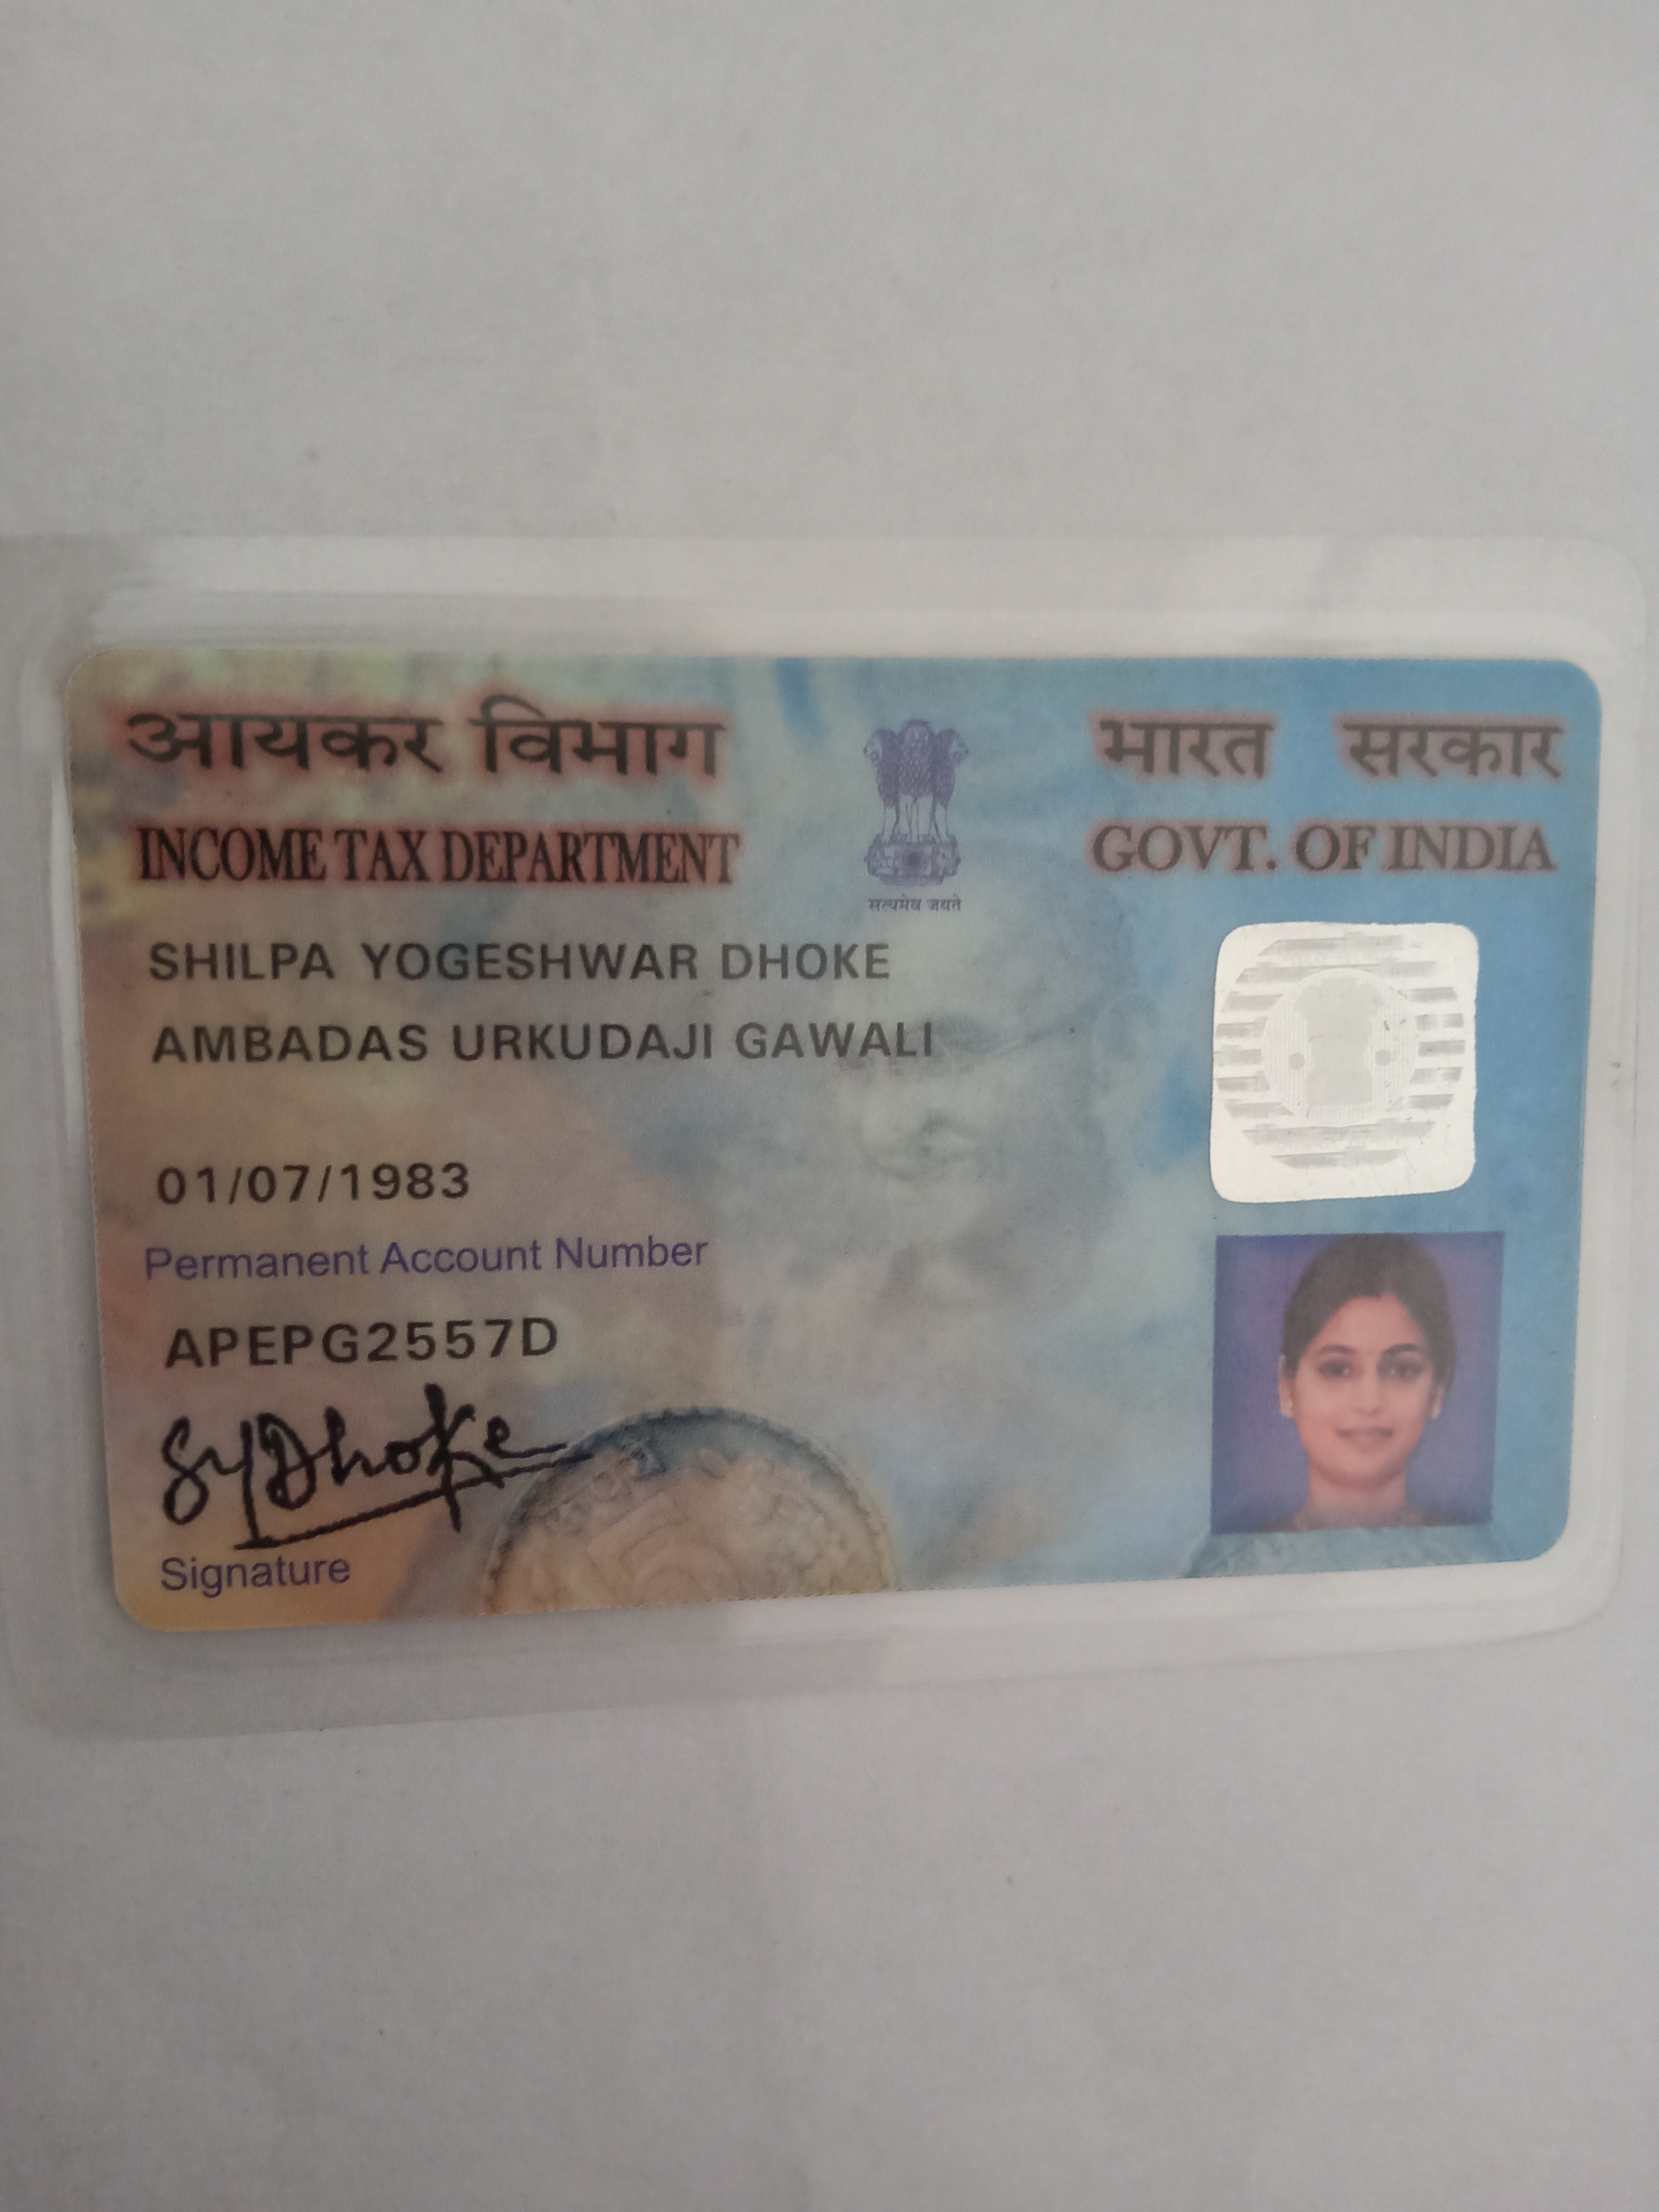 आयकर विभाग
INCOME TAX DEPARTMENT
सत्यमेव जयते
भारत सरकार
GOVT. OF INDIA
SHILPA YOGESHWAR DHOKE
AMBADAS URKUDAJI GAWALI
01/07/1983
Permanent Account Number
APEPG2557D
SYDhoke
Signature